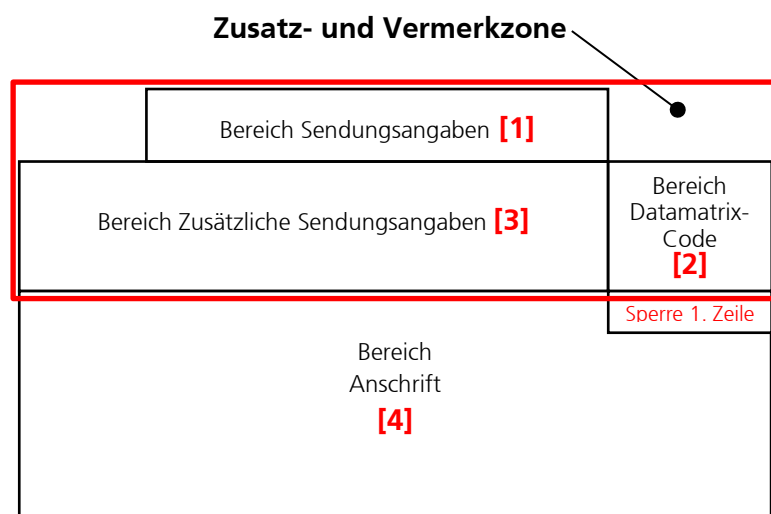 Zusatz- und Vermerkzone
Bereich Sendungsangaben [1]
Bereich Zusätzliche Sendungsangaben [3]
Bereich
Datamatrix-
Code
[2]
Sperre 1. Zeile
Bereich
Anschrift
[4]